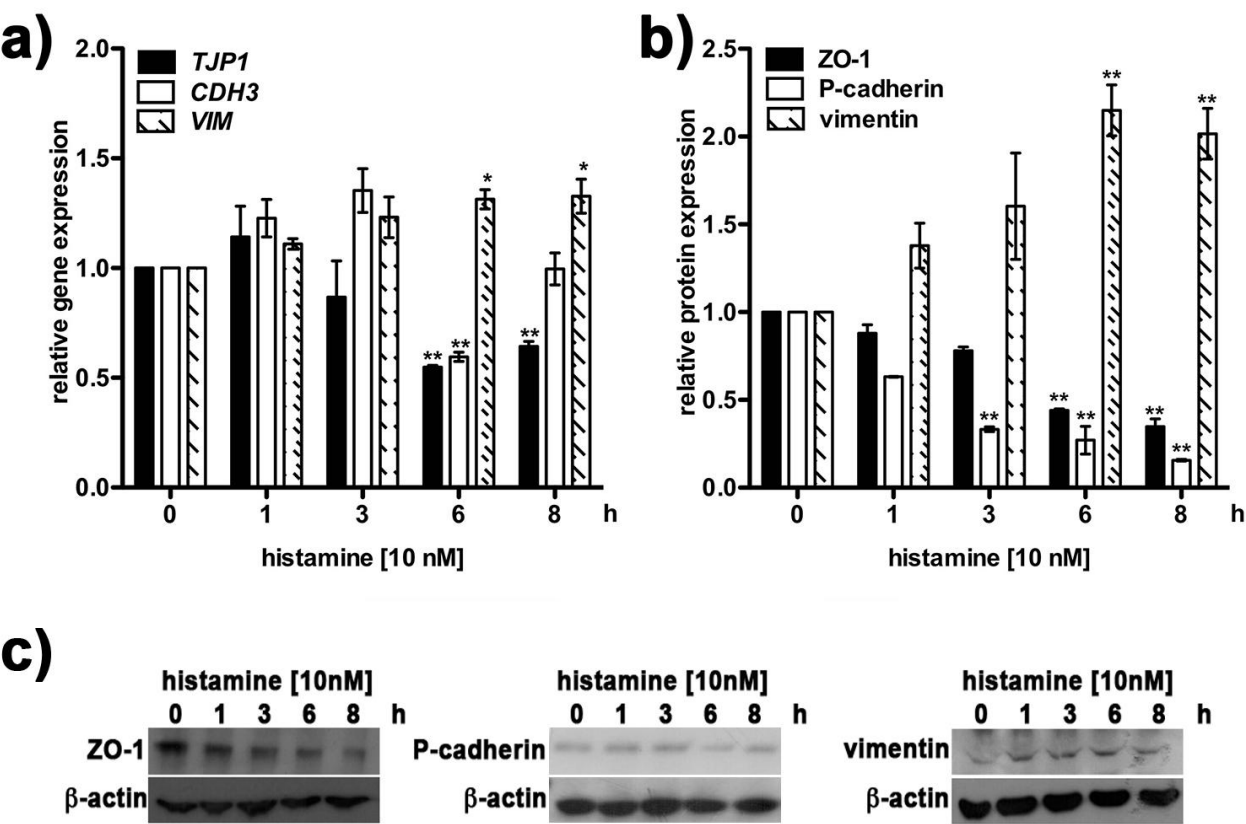 a)
2.0
1.5
1.0
0.5
0.0
relative gene expression
TJP1
CDH3
VIM
** ** *
** *
0 1 3 6 8 h
histamine [10 nM]
b)
2.5
2.0
1.5
1.0
0.5
0.0
relative protein expression
ZO-1
P-cadherin
vimentin
**
** ** **
** ** **
0 1 3 6 8 h
histamine [10 nM]
c)
histamine [10nM]
0 1 3 6 8 h
ZO-1
β-actin
histamine [10nM]
0 1 3 6 8 h
P-cadherin
β-actin
histamine [10nM]
0 1 3 6 8 h
vimentin
β-actin